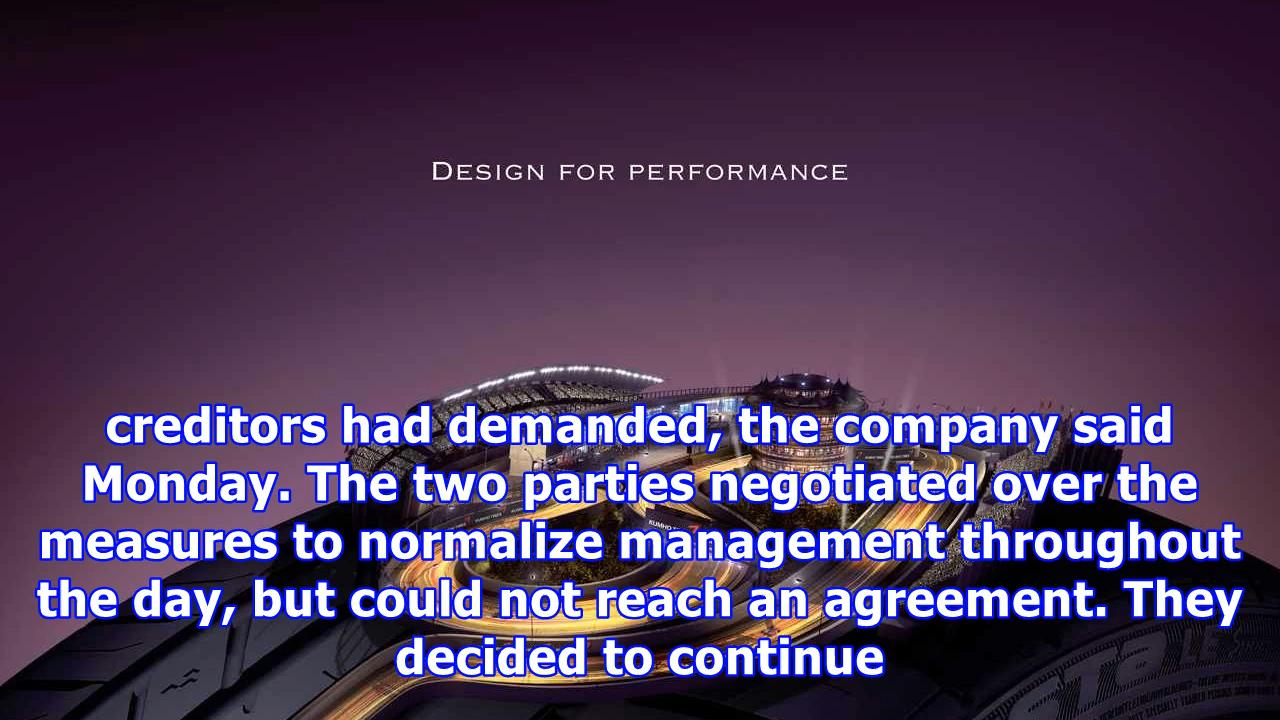 DESIGN FOR PERFORMANCE
creditors had demanded, the company said
Monday. The two parties negotiated over the
measures to normalize management throughout
the day, but could not reach an agreement. They
decided to continue
KUMHO